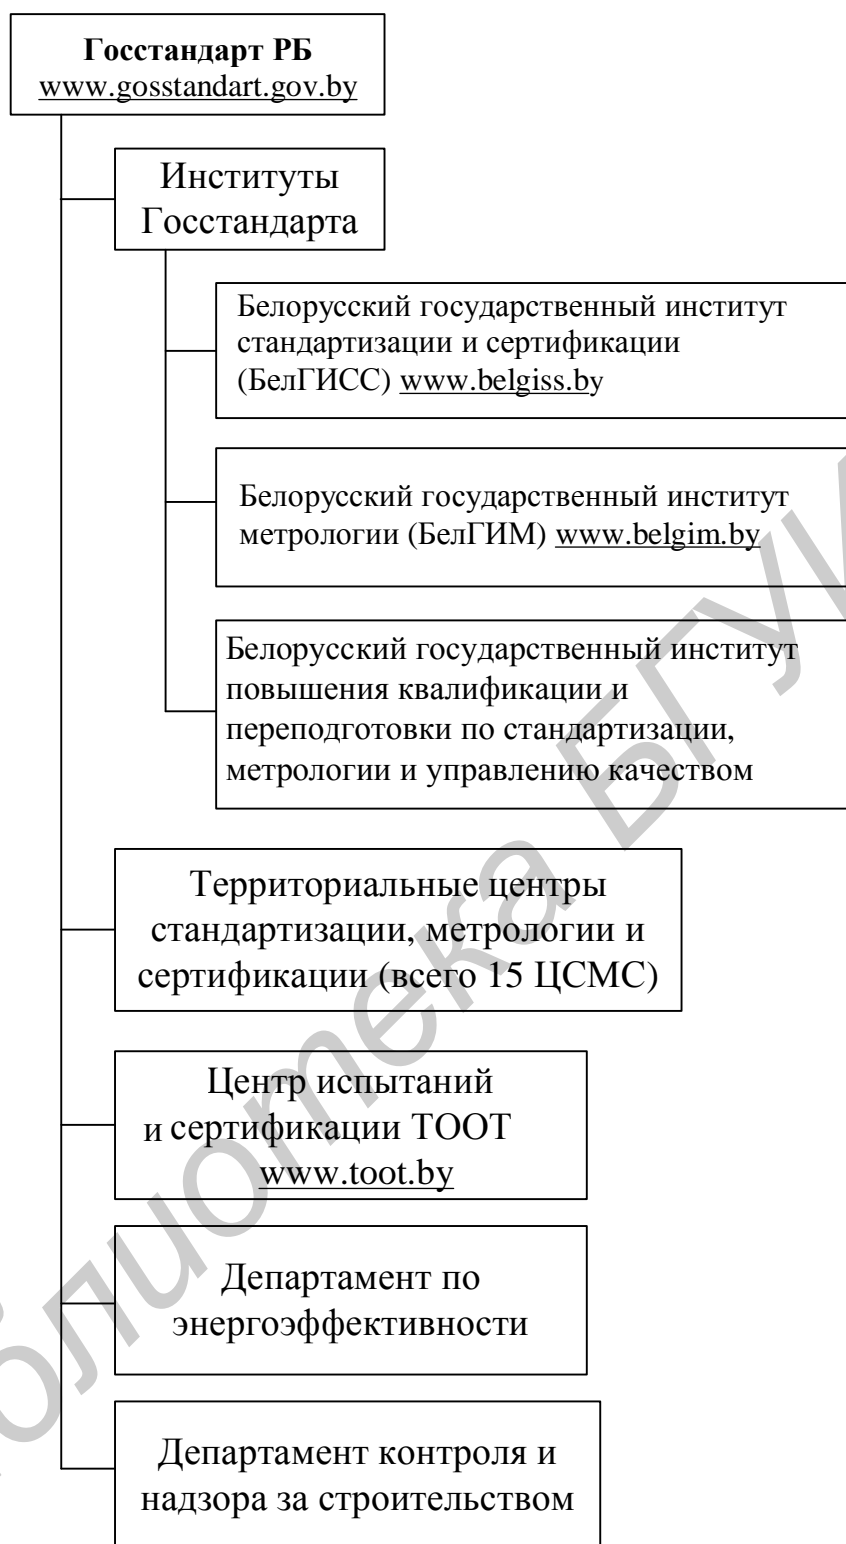 Госстандарт РБ
www.gosstandart.gov.by
Институты
Госстандарта
Белорусский государственный институт
стандартизации и сертификации
(БелГИСС) www.belgiss.by
Белорусский государственный институт
метрологии (БелГИМ) www.belgim.by
Белорусский государственный институт
повышения квалификации и
переподготовки по стандартизации,
метрологии и управлению качеством
Территориальные центры
стандартизации, метрологии и
сертификации (всего 15 ЦСМС)
Центр испытаний
и сертификации ТООТ
www.toot.by
Департамент по
энергоэффективности
Департамент контроля и
надзора за строительством